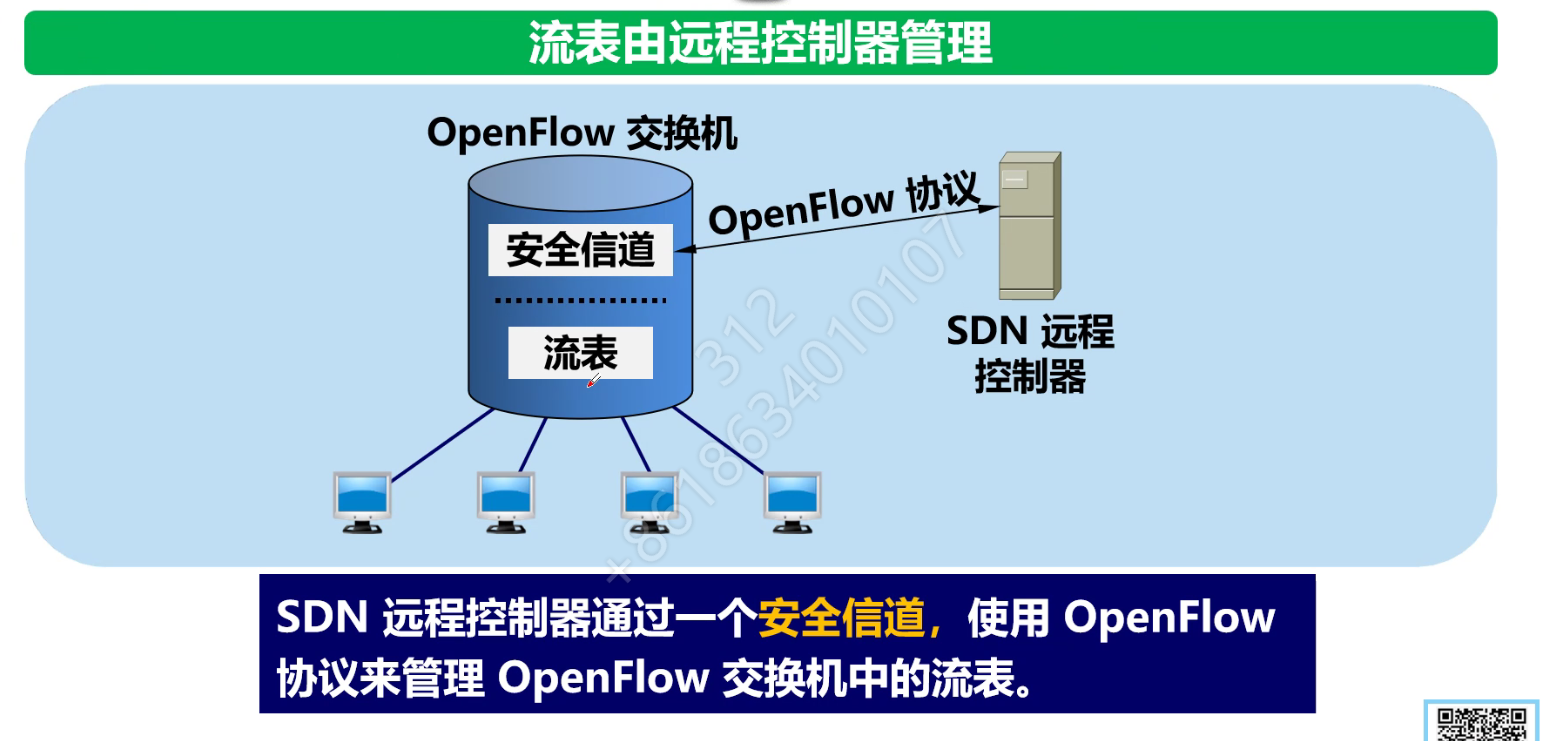 流表由远程控制器管理
OpenFlow 交换机
OpenFlow 协议
安全信道
流表
SDN 远程
控制器
312
+8618634010107
SDN 远程控制器通过一个安全信道，使用 OpenFlow
协议来管理 OpenFlow 交换机中的流表。